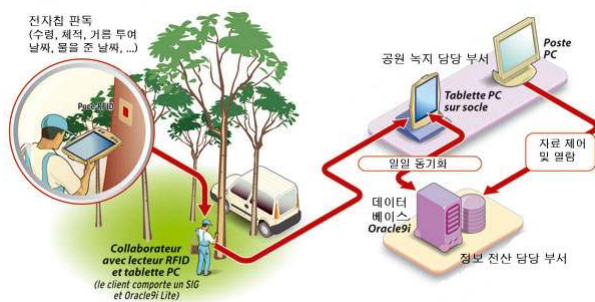 전자칩 판독
(수령, 체적, 거름 투여
날짜, 물을 준 날짜, ...)
Puce RFID
Collaborateur
avec lecteur RFID
et tablette PC
(le client comporte un SIG
et Oracle9i Lite)
공원 녹지 담당 부서
Poste
PC
Tablette PC
sur socle
일일 동기화
자료 제어
및 열람
데이터
베이스,
Oracle9i
정보 전산 담당 부서